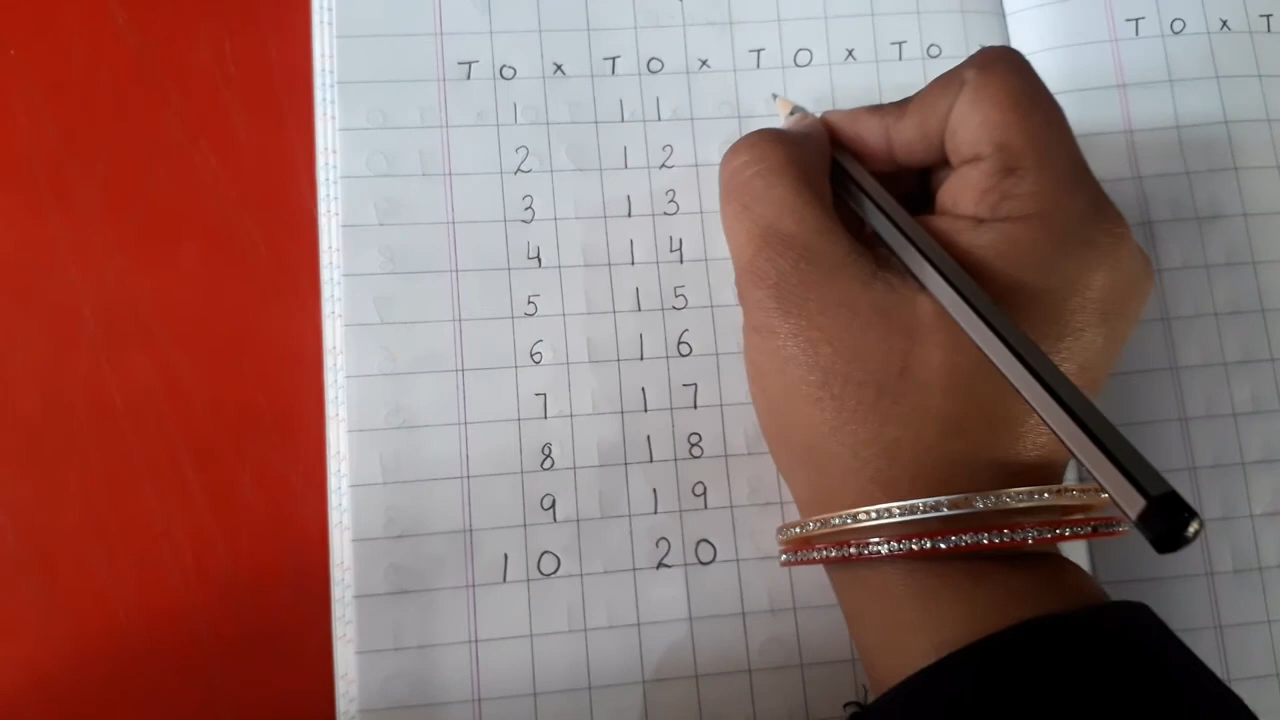 T O x T O x T O x T O x T O x T
1 1 1
2 1 2
3 1 3
4 1 4
5 1 5
6 1 6
7 1 7
8 1 8
9 1 9
1 0 2 0